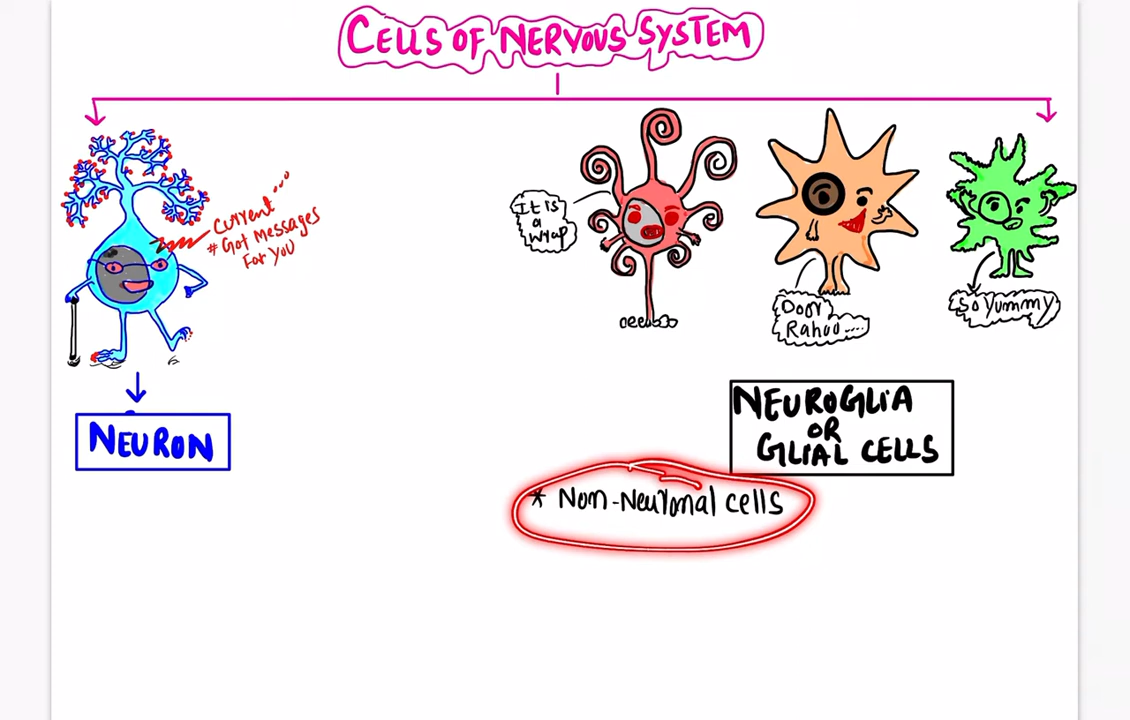 CELLS OF NERVOUS SYSTEM
Current...
# Got Messages
For You
It is
a
wrap
Door
Rahoo....
So Yummy
NEURON
NEUROGLIA
OR
GLIAL CELLS
* Non-Neuronal cells